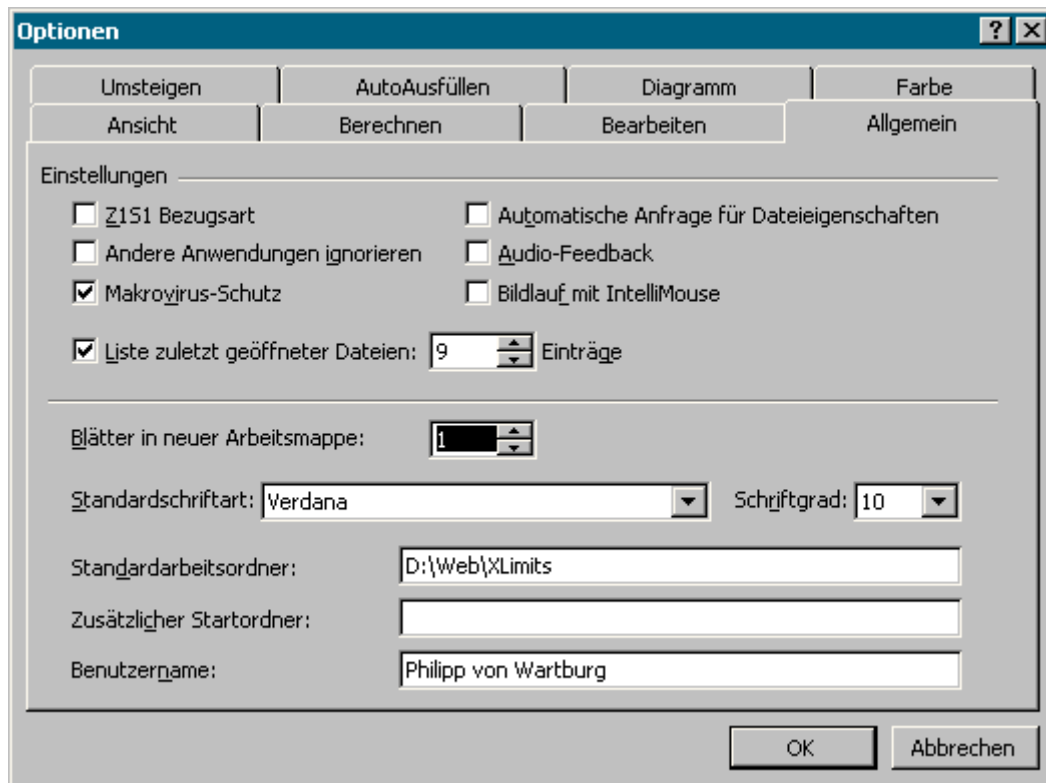 Optionen
Umsteigen AutoAusfüllen Diagramm Farbe
Ansicht Berechnen Bearbeiten Allgemein
Einstellungen
Z1S1 Bezugsart Automatische Anfrage für Dateieigenschaften
Andere Anwendungen ignorieren Audio-Feedback
Makrovirus-Schutz Bildlauf mit IntelliMouse
Liste zuletzt geöffneter Dateien: 9 Einträge
Blätter in neuer Arbeitsmappe: 1
Standardschriftart: Verdana Schriftgrad: 10
Standardarbeitsordner: D:\Web\XLimits
Zusätzlicher Startordner:
Benutzername: Philipp von Wartburg
OK Abbrechen